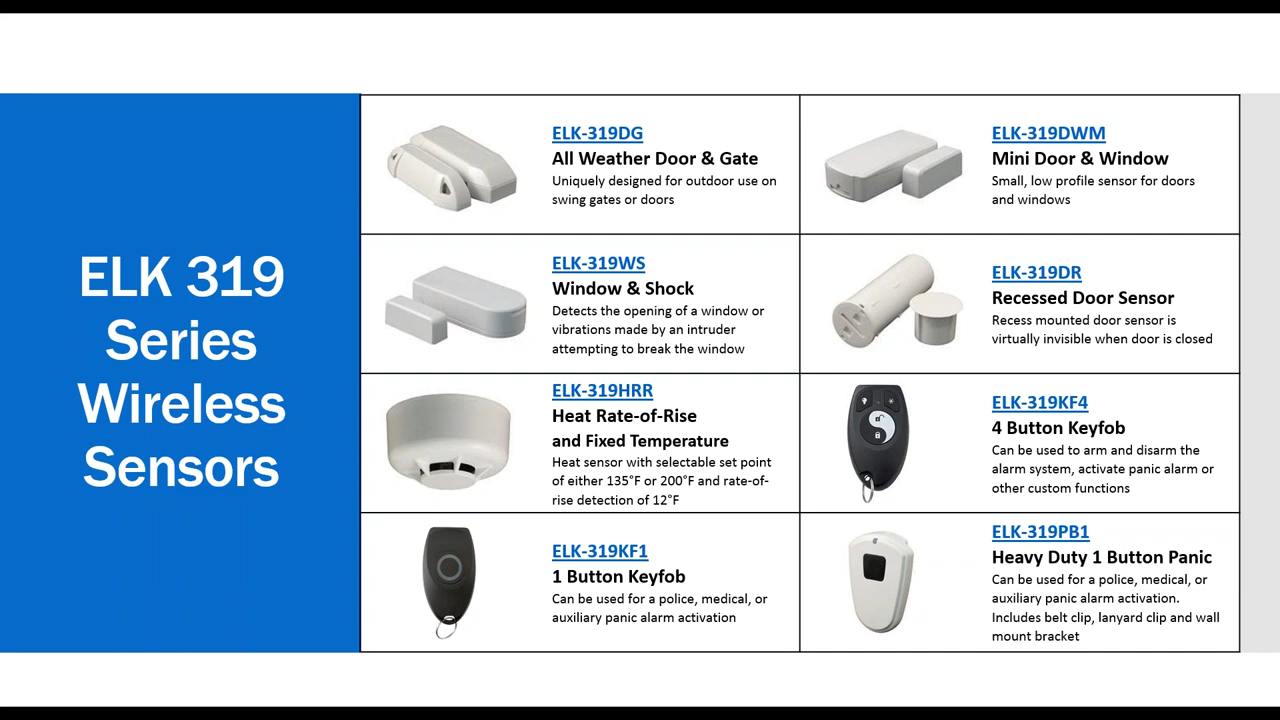 ELK 319
Series
Wireless
Sensors
ELK-319DG
All Weather Door & Gate
Uniquely designed for outdoor use on
swing gates or doors
ELK-319DWM
Mini Door & Window
Small, low profile sensor for doors
and windows
ELK-319WS
Window & Shock
Detects the opening of a window or
vibrations made by an intruder
attempting to break the window
ELK-319DR
Recessed Door Sensor
Recess mounted door sensor is
virtually invisible when door is closed
ELK-319HRR
Heat Rate-of-Rise
and Fixed Temperature
Heat sensor with selectable set point
of either 135°F or 200°F and rate-of-
rise detection of 12°F
ELK-319KF4
4 Button Keyfob
Can be used to arm and disarm the
alarm system, activate panic alarm or
other custom functions
ELK-319KF1
1 Button Keyfob
Can be used for a police, medical, or
auxiliary panic alarm activation
ELK-319PB1
Heavy Duty 1 Button Panic
Can be used for a police, medical, or
auxiliary panic alarm activation.
Includes belt clip, lanyard clip and wall
mount bracket